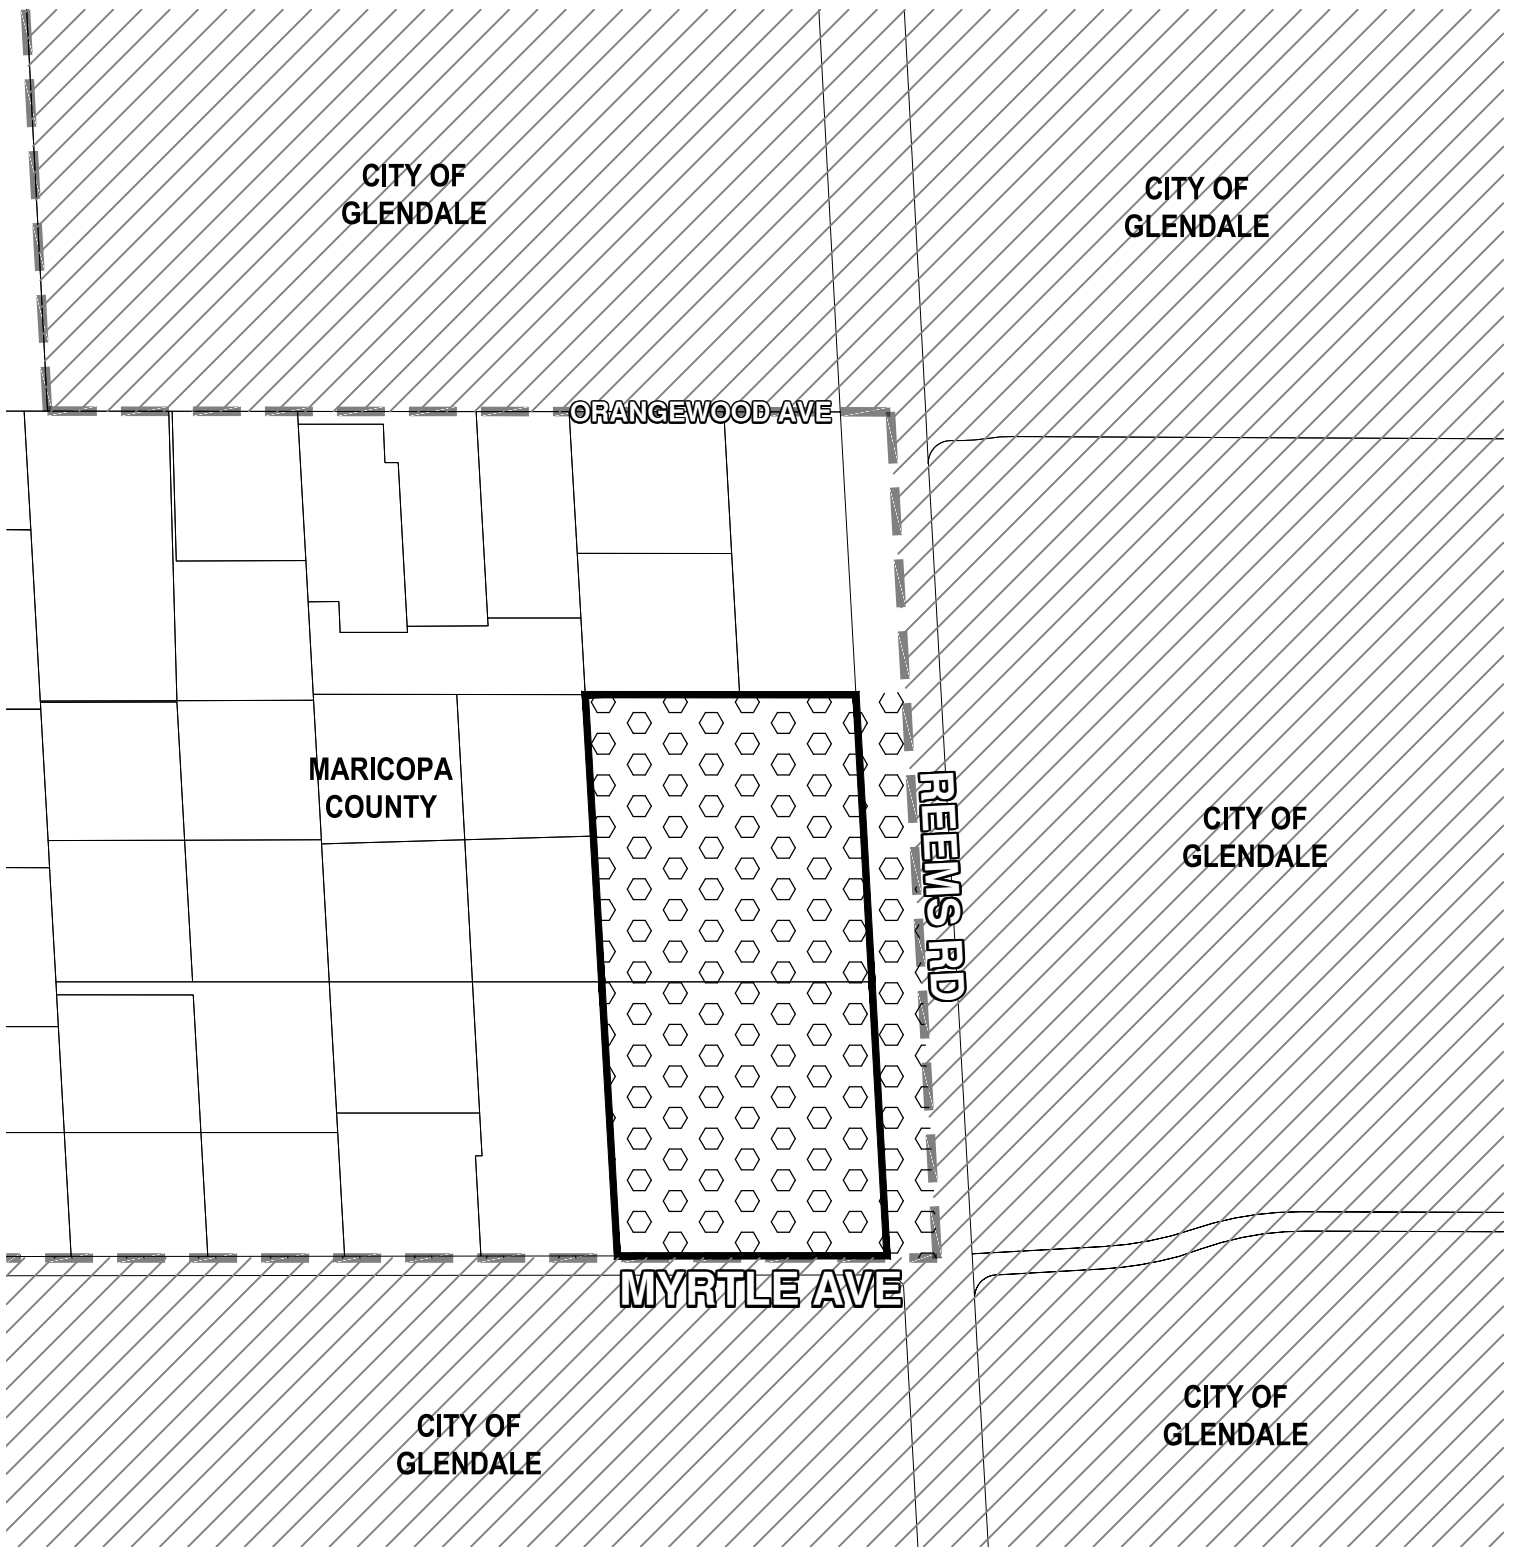 CITY OF
GLENDALE
CITY OF
GLENDALE
ORANGEWOOD AVE
MARICOPA
COUNTY
REEMS RD
CITY OF
GLENDALE
MYRTLE AVE
CITY OF
GLENDALE
CITY OF
GLENDALE